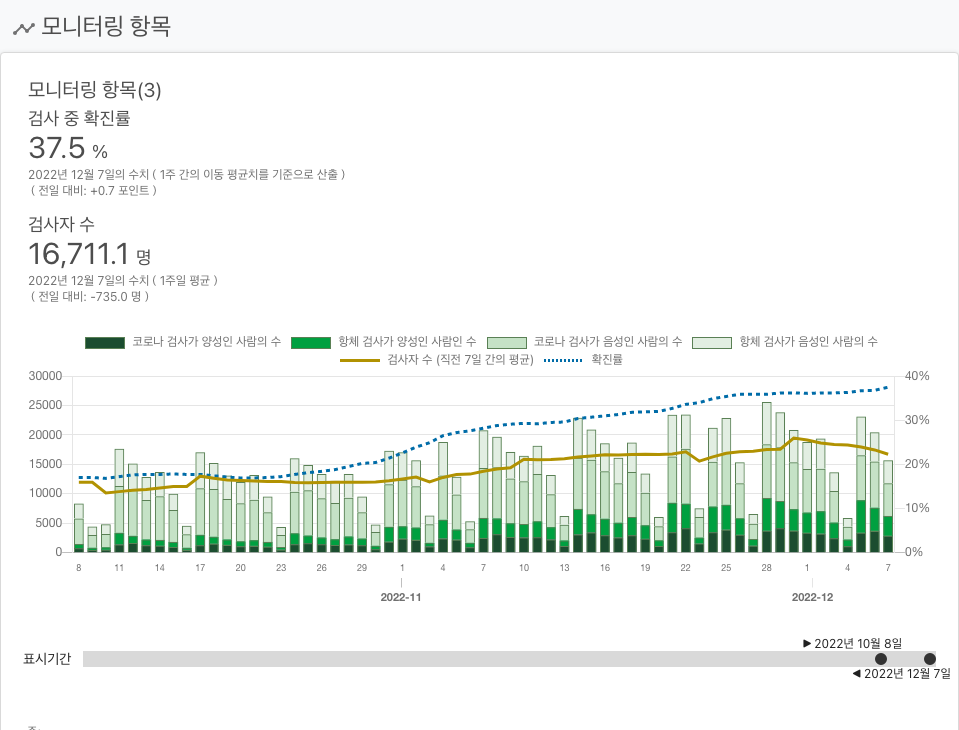 모니터링 항목
모니터링 항목(3)
검사 중 확진률
37.5 %
2022년 12월 7일의 수치 ( 1주 간의 이동 평균치를 기준으로 산출 )
( 전일 대비: +0.7 포인트 )
검사자 수
16,711.1 명
2022년 12월 7일의 수치 ( 1주일 평균 )
( 전일 대비: -735.0 명 )
코로나 검사가 양성인 사람의 수 항체 검사가 양성인 사람인 수 코로나 검사가 음성인 사람의 수 항체 검사가 음성인 사람의 수
검사자 수 (직전 7일 간의 평균) 확진률
30000 40%
25000
30%
20000
15000 20%
10000
10%
5000
0 0%
8 11 14 17 20 23 26 29 1 4 7 10 13 16 19 22 25 28 1 4 7
2022-11 2022-12
▶ 2022년 10월 8일
표시기간
◀ 2022년 12월 7일